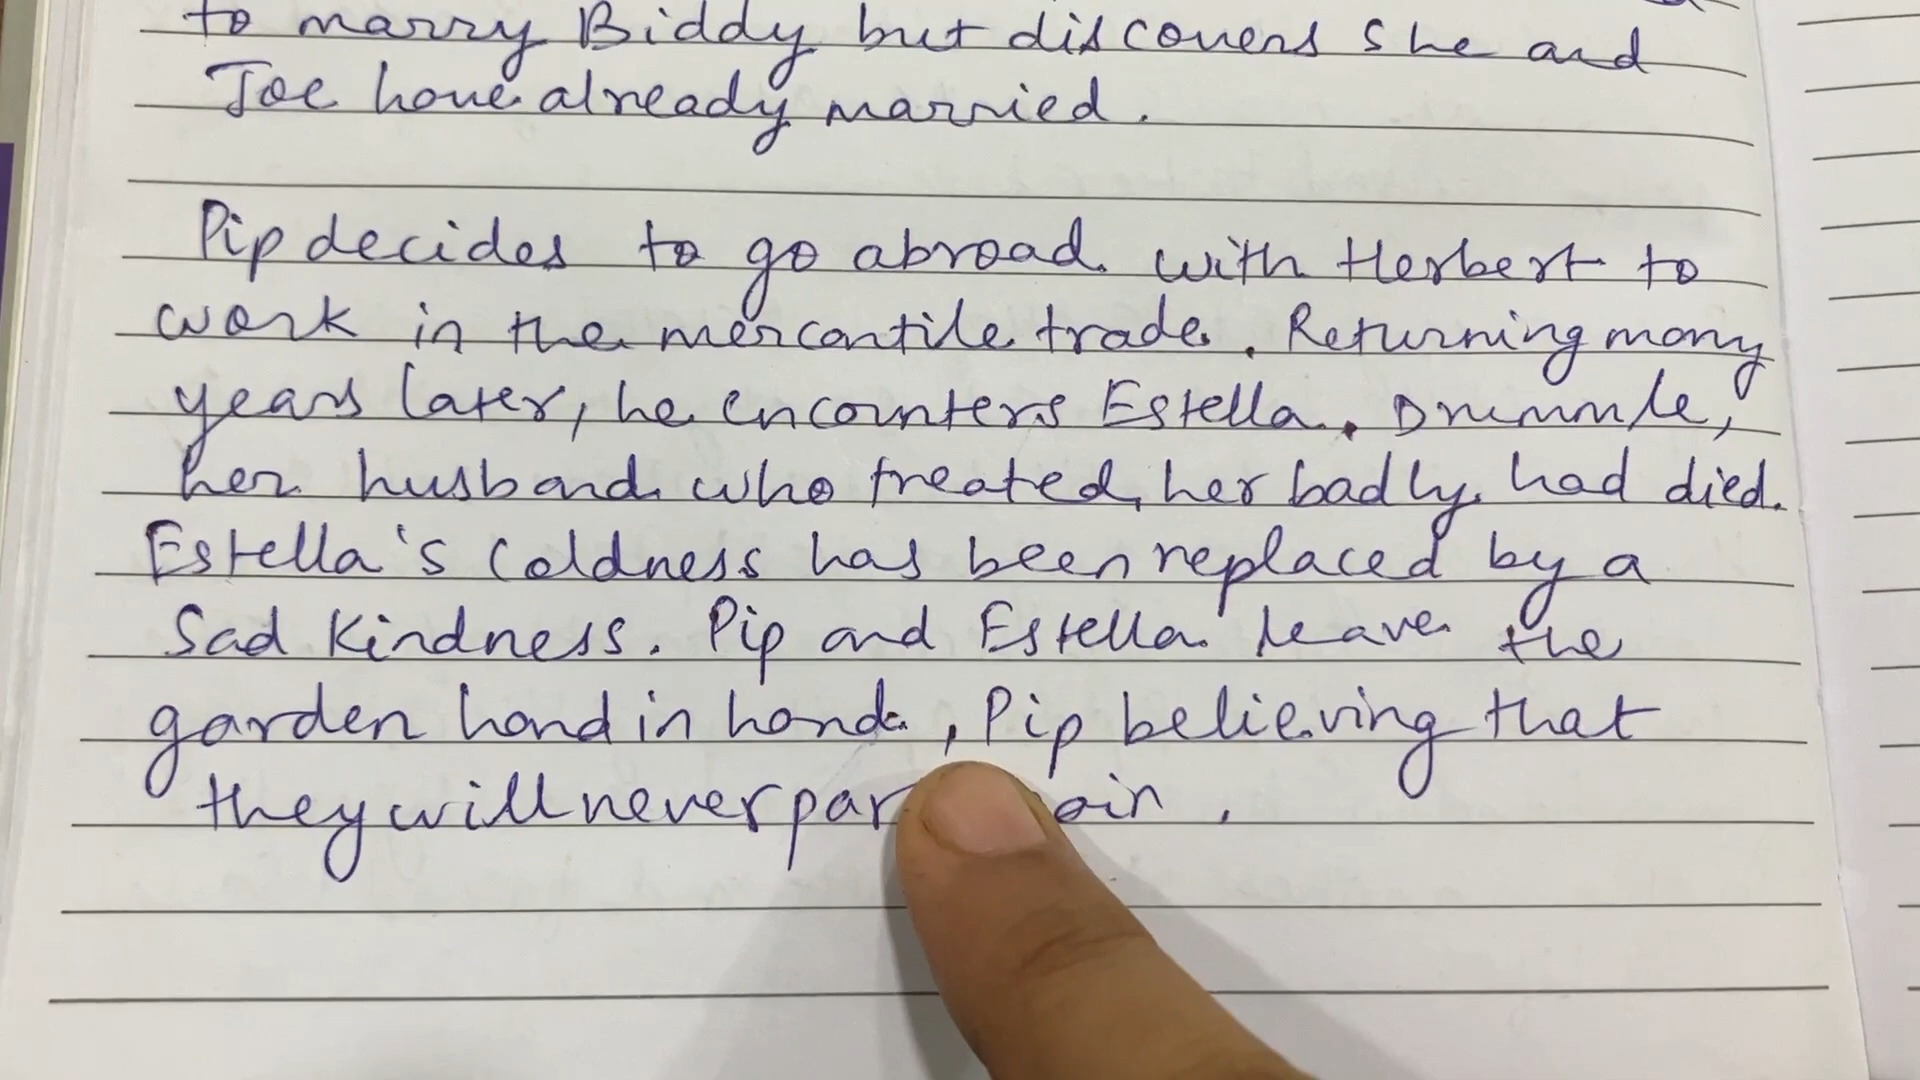 to marry Biddy but discovers she and
Joe have already married.
Pip decides to go abroad with Herbert to
work in the mercantile trade. Returning many
years later, he encounters Estella. Drummle,
her husband who treated her badly had died.
Estella's coldness has been replaced by a
Sad Kindness. Pip and Estella leave the
garden hand in hand, Pip believing that
they will never par